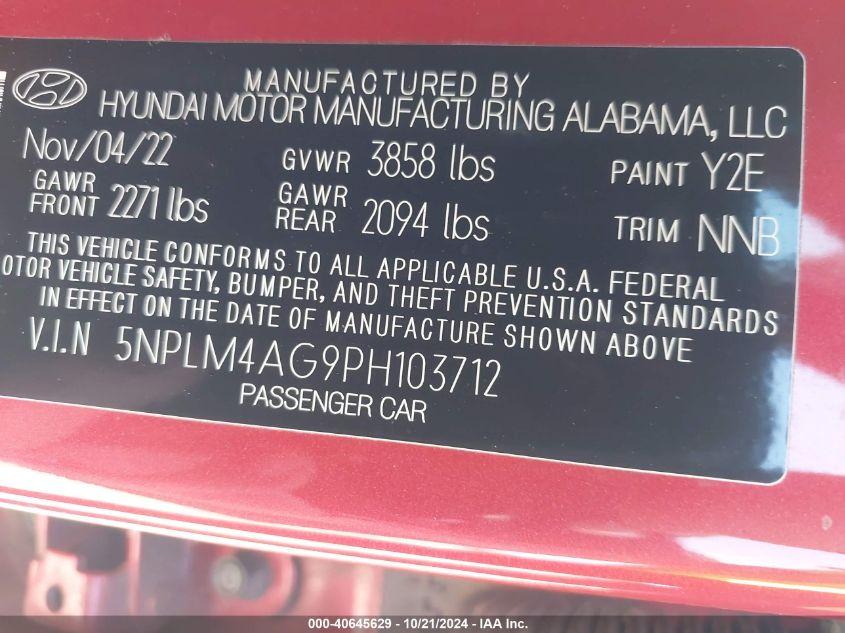 MANUFACTURED BY
HYUNDAI MOTOR MANUFACTURING ALABAMA, LLC
Nov/04/22 GVWR 3858 lbs PAINT Y2E
GAWR FRONT 2271 lbs GAWR REAR 2094 lbs TRIM NNB
THIS VEHICLE CONFORMS TO ALL APPLICABLE U.S.A. FEDERAL
OTOR VEHICLE SAFETY, BUMPER, AND THEFT PREVENTION STANDARDS
IN EFFECT ON THE DATE OF MANUFACTURE SHOWN ABOVE
V.I.N 5NPLM4AG9PH103712
PASSENGER CAR
000-40645629 - 10/21/2024 - IAA Inc.